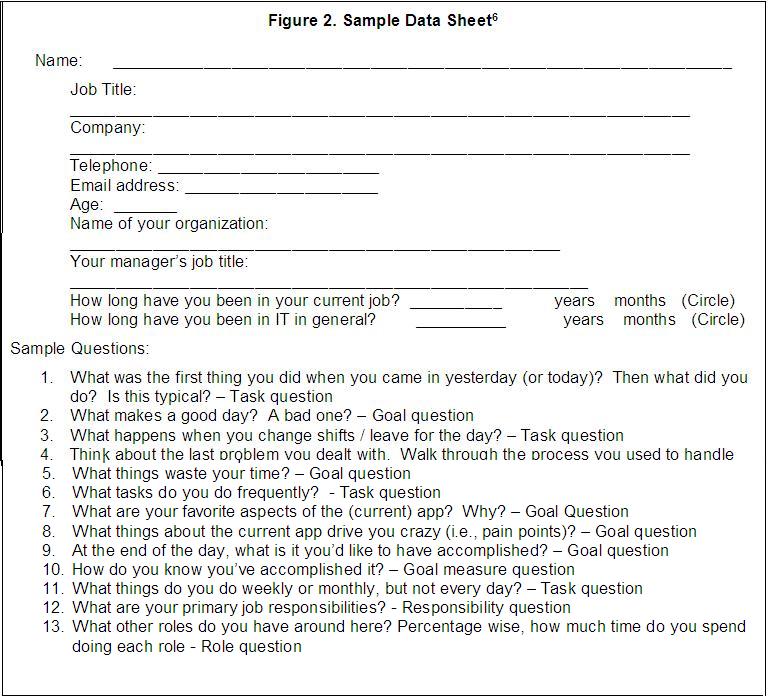 Figure 2. Sample Data Sheet6
Name: ____________________
Job Title:
____________________
Company:
____________________
Telephone: ____________________
Email address: ____________________
Age: _______
Name of your organization:
____________________
Your manager’s job title:
____________________
How long have you been in your current job? __________ years months (Circle)
How long have you been in IT in general? __________ years months (Circle)
Sample Questions:
1. What was the first thing you did when you came in yesterday (or today)? Then what did you
do? Is this typical? – Task question
2. What makes a good day? A bad one? – Goal question
3. What happens when you change shifts / leave for the day? – Task question
4. Think about the last problem you dealt with. Walk through the process you used to handle
5. What things waste your time? – Goal question
6. What tasks do you do frequently? - Task question
7. What are your favorite aspects of the (current) app? Why? – Goal Question
8. What things about the current app drive you crazy (i.e., pain points)? – Goal question
9. At the end of the day, what is it you’d like to have accomplished? – Goal question
10. How do you know you’ve accomplished it? – Goal measure question
11. What things do you do weekly or monthly, but not every day? – Task question
12. What are your primary job responsibilities? - Responsibility question
13. What other roles do you have around here? Percentage wise, how much time do you spend
doing each role - Role question